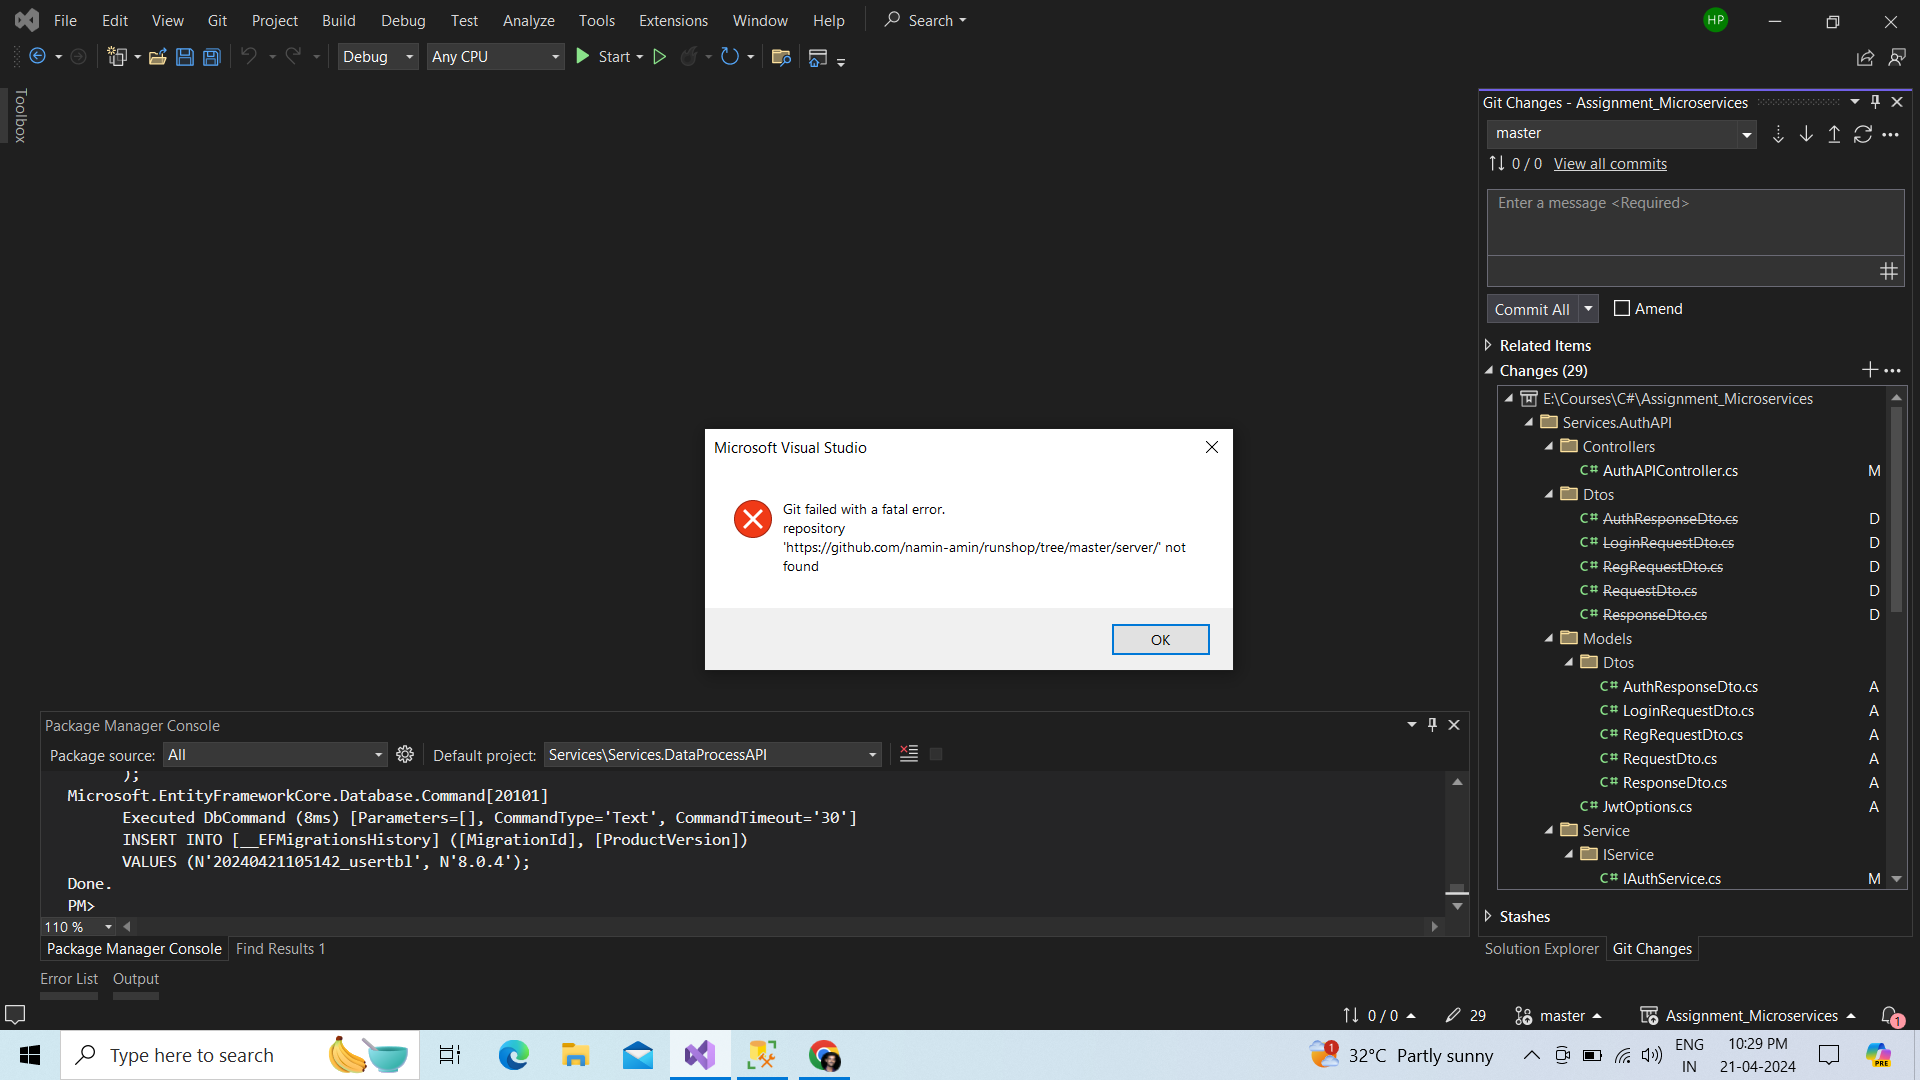 File Edit View Git Project Build Debug Test Analyze Tools Extensions Window Help Search HP
Debug Any CPU Start
Toolbox
Git Changes - Assignment_Microservices
master
0 / 0 View all commits
Enter a message <Required>
Commit All Amend
Related Items
Changes (29)
E:\Courses\C#\Assignment_Microservices
Services.AuthAPI
Controllers
C# AuthAPIController.cs M
Dtos
C# AuthResponseDto.cs D
C# LoginRequestDto.cs D
C# RegRequestDto.cs D
C# RequestDto.cs D
C# ResponseDto.cs D
Models
Dtos
C# AuthResponseDto.cs A
C# LoginRequestDto.cs A
C# RegRequestDto.cs A
C# RequestDto.cs A
C# ResponseDto.cs A
C# JwtOptions.cs A
Service
IService
C# IAuthService.cs M
Stashes
Solution Explorer Git Changes
Microsoft Visual Studio
Git failed with a fatal error.
repository
'https://github.com/namin-amin/runshop/tree/master/server/' not
found
OK
Package Manager Console
Package source: All Default project: Services\Services.DataProcessAPI
);
Microsoft.EntityFrameworkCore.Database.Command[20101]
Executed DbCommand (8ms) [Parameters=[], CommandType='Text', CommandTimeout='30']
INSERT INTO [__EFMigrationsHistory] ([MigrationId], [ProductVersion])
VALUES (N'20240421105142_usertbl', N'8.0.4');
Done.
PM>
110 %
Package Manager Console Find Results 1
Error List Output
0 / 0 29 master Assignment_Microservices 1
Type here to search
1 32°C Partly sunny
ENG
IN
10:29 PM
21-04-2024
PRE